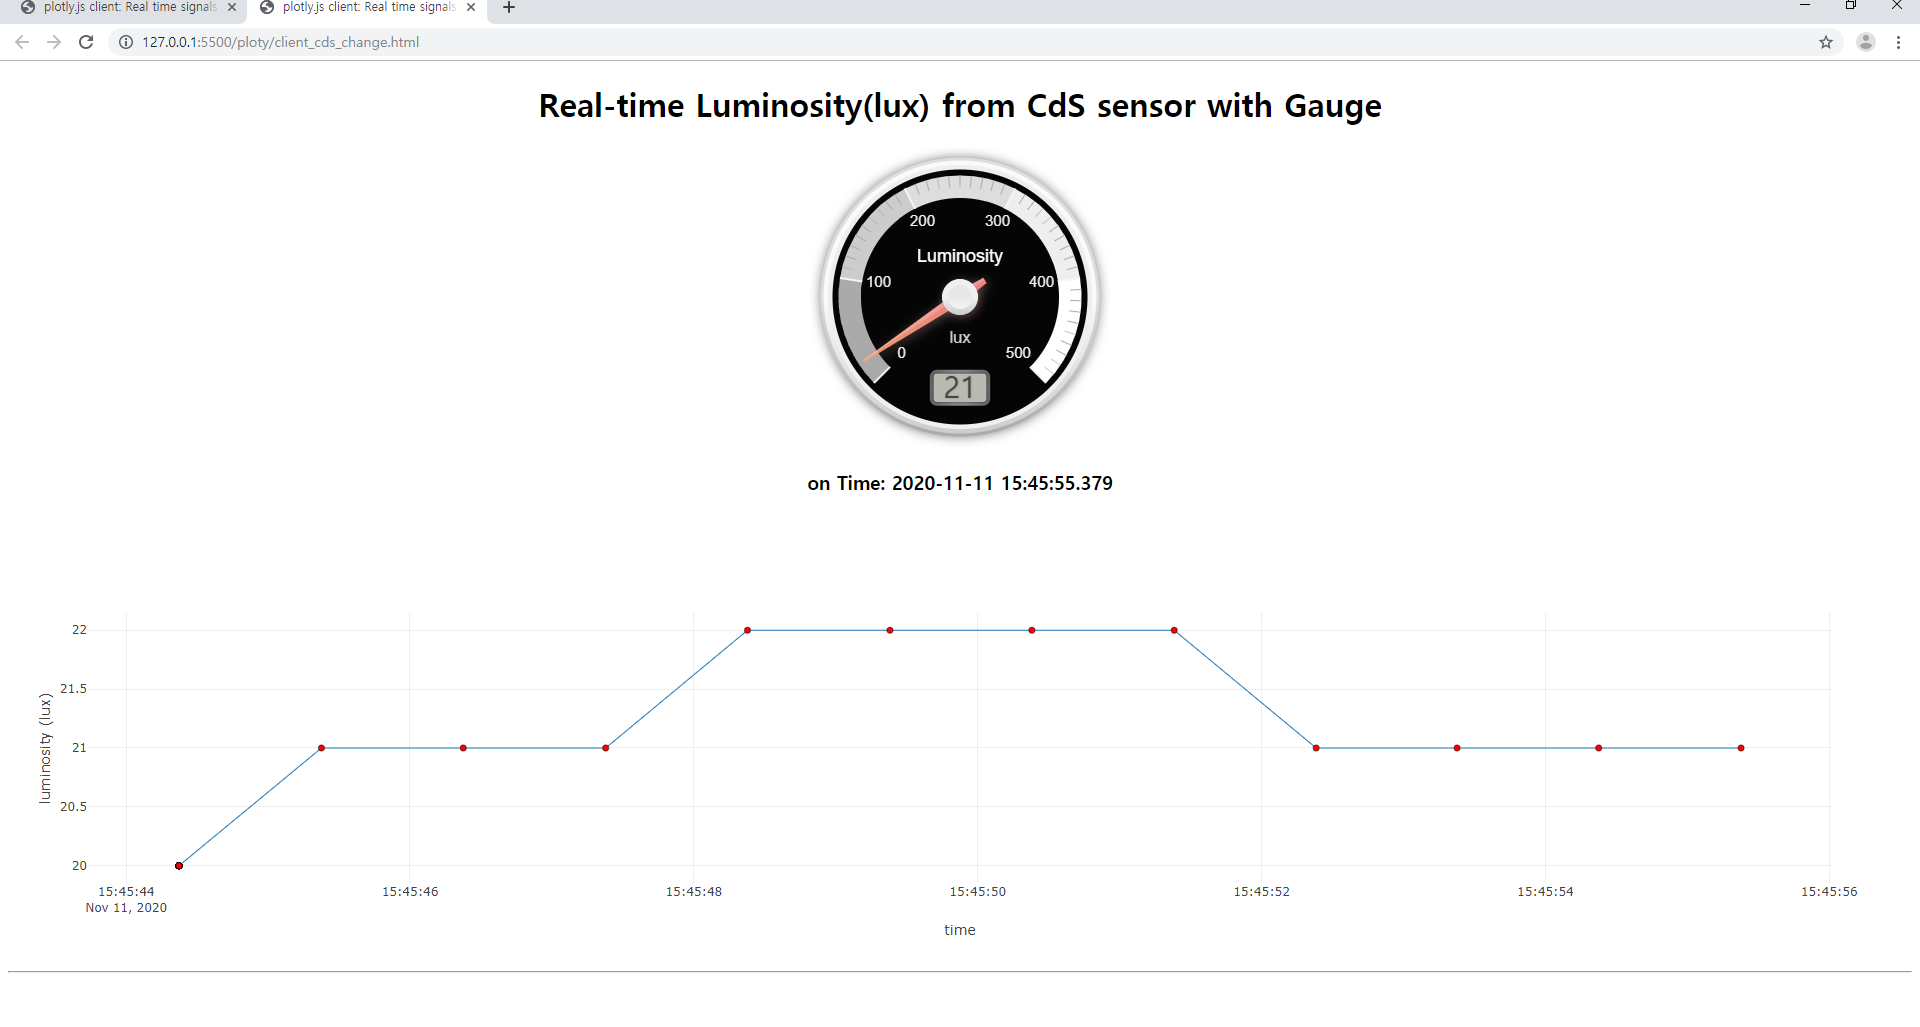 plotly.js client: Real time signals
plotly.js client: Real time signals
127.0.0.1:5500/ploty/client_cds_change.html
Real-time Luminosity(lux) from CdS sensor with Gauge
200 300
Luminosity
100 400
lux
0 500
21
on Time: 2020-11-11 15:45:55.379
22
21.5
21
20.5
20
luminosity (lux)
15:45:44 15:45:46 15:45:48 15:45:50 15:45:52 15:45:54 15:45:56
Nov 11, 2020
time